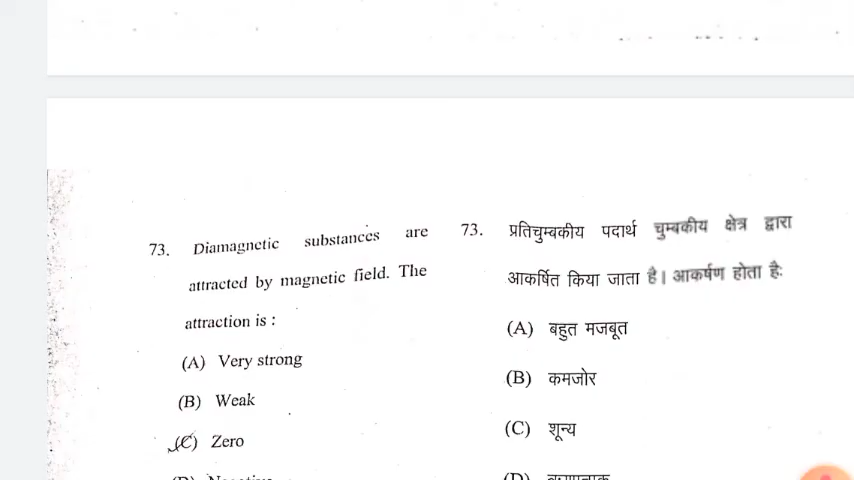 73. Diamagnetic substances are
attracted by magnetic field. The
attraction is :
(A) Very strong
(B) Weak
(C) Zero
73. प्रतिचुम्बकीय पदार्थ चुम्बकीय क्षेत्र द्वारा
आकर्षित किया जाता है। आकर्षण होता है:
(A) बहुत मजबूत
(B) कमजोर
(C) शून्य